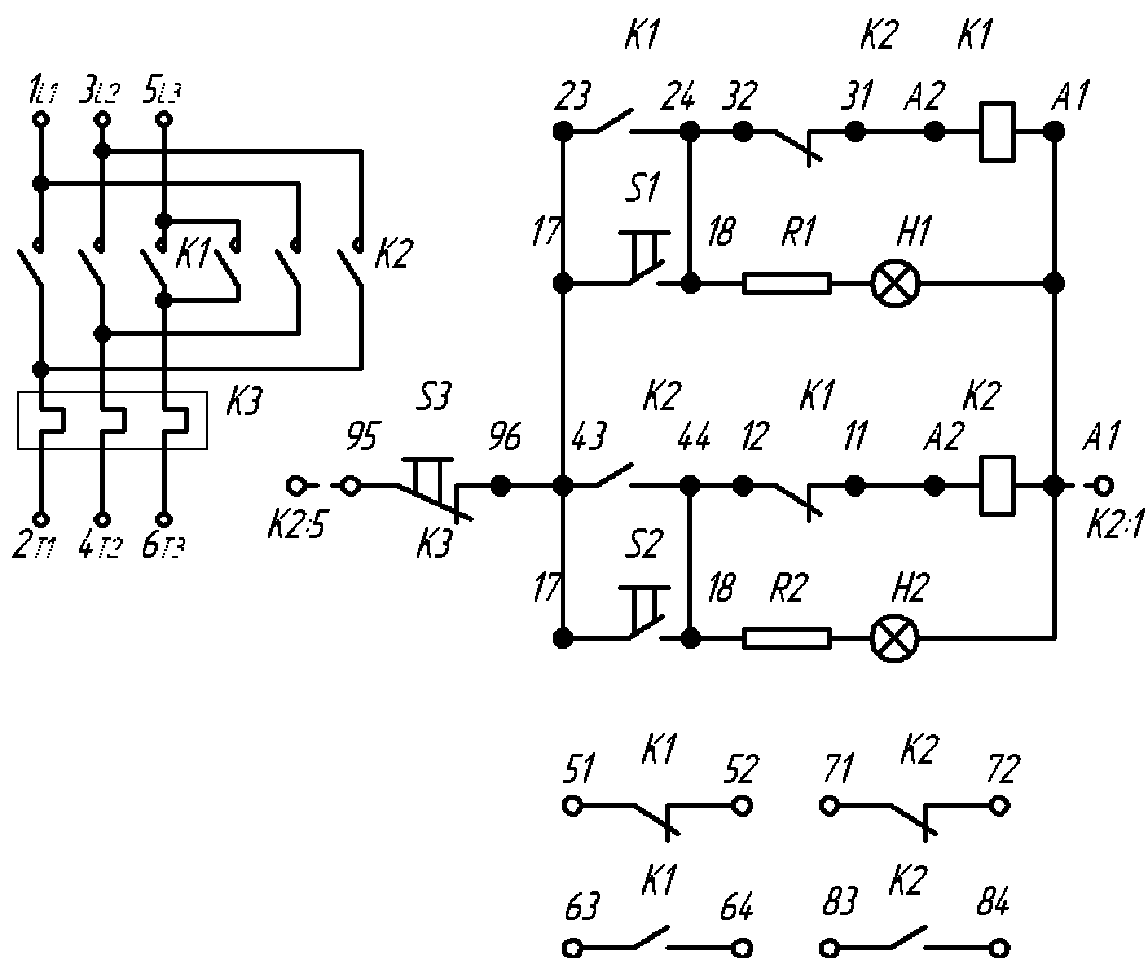 K1 K2 K1
1L1 3L2 5L3
23 24 32 31 A2 A1
S1
17 18 R1 H1
K1 K2
K3 S3 K2 K1 K2
95 96 43 44 12 11 A2 A1
K2:5 K3 S2 K2:1
2T1 4T2 6T3
17 18 R2 H2
K1 K2
51 52 71 72
K1 K2
63 64 83 84